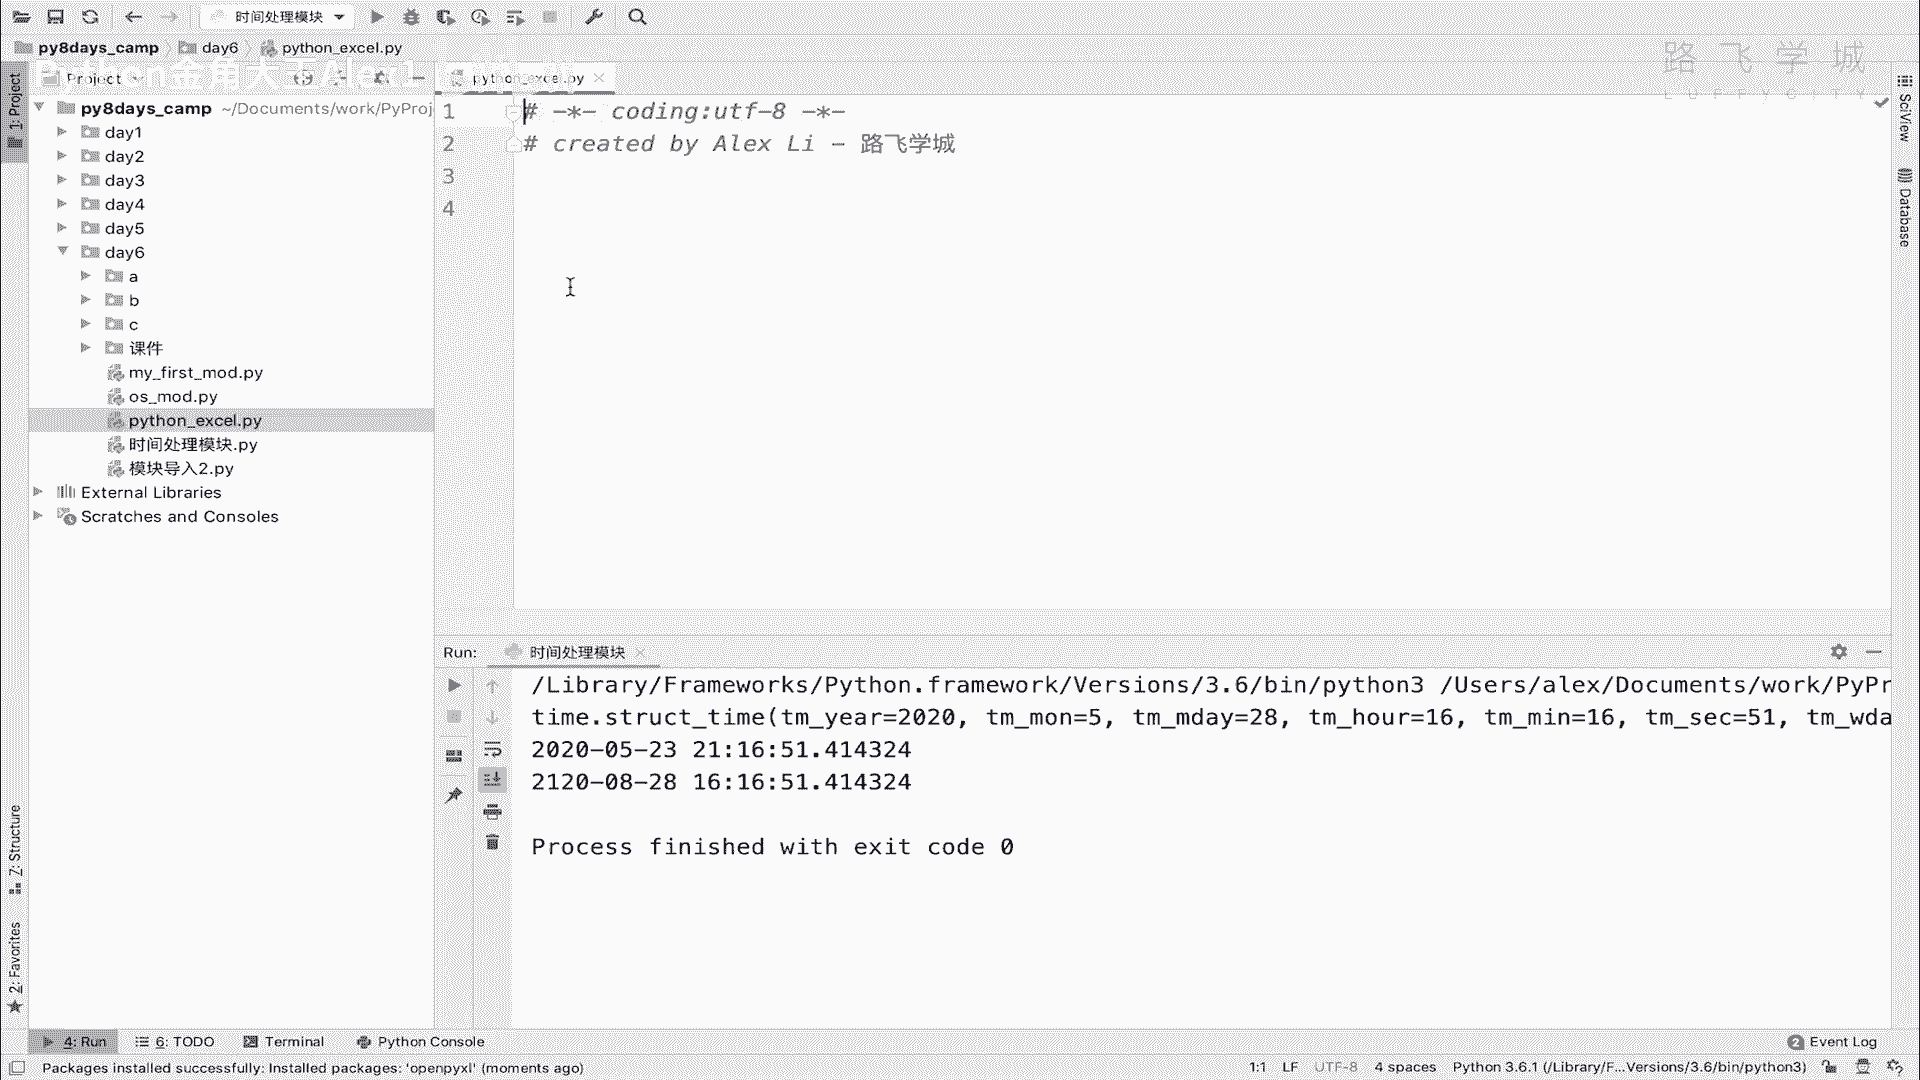 时间处理模块
py8days_camp
day6
python_excel.py
路飞学城
LUFFYCITY
Python金角大王Alex1
Project
python_excel.py
1: Project
py8days_camp ~/Documents/work/PyProj
day1
day2
day3
day4
day5
day6
a
b
c
课件
my_first_mod.py
os_mod.py
python_excel.py
时间处理模块.py
模块导入2.py
External Libraries
Scratches and Consoles
1 # -*- coding:utf-8 -*-
2 # created by Alex Li - 路飞学城
3
4
SciView
Database
Run: 时间处理模块
/Library/Frameworks/Python.framework/Versions/3.6/bin/python3 /Users/alex/Documents/work/PyPr
time.struct_time(tm_year=2020, tm_mon=5, tm_mday=28, tm_hour=16, tm_min=16, tm_sec=51, tm_wda
2020-05-23 21:16:51.414324
2120-08-28 16:16:51.414324
Process finished with exit code 0
7: Structure
2: Favorites
4: Run
6: TODO
Terminal
Python Console
2 Event Log
Packages installed successfully: Installed packages: 'openpyxl' (moments ago)
1:1 LF UTF-8 4 spaces Python 3.6.1 (/Library/F...Versions/3.6/bin/python3)